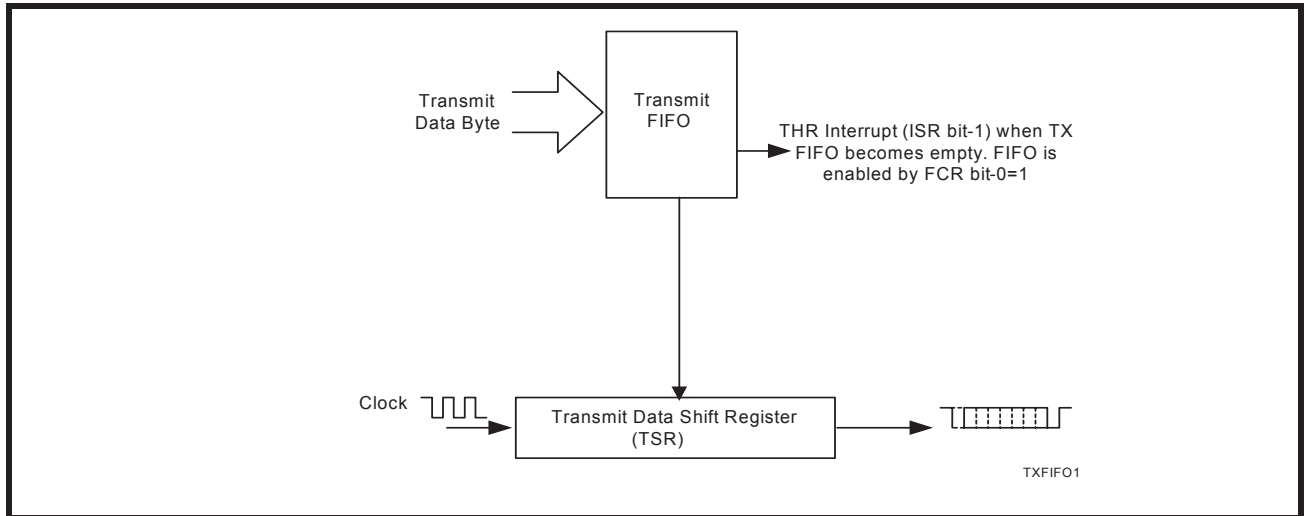 Transmit
Data Byte
Transmit
FIFO
THR Interrupt (ISR bit-1) when TX
FIFO becomes empty. FIFO is
enabled by FCR bit-0=1
Clock
Transmit Data Shift Register
(TSR)
TXFIFO1